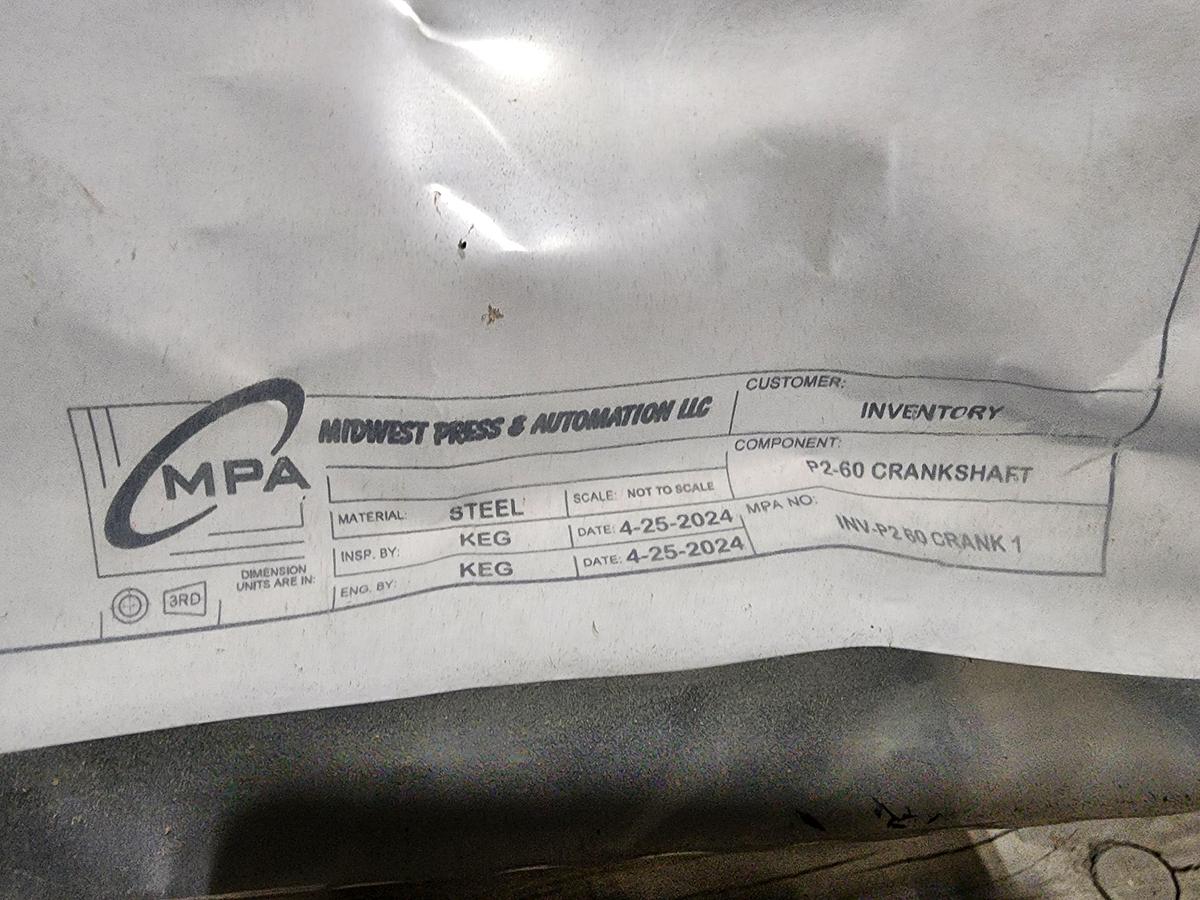 MPA
MIDWEST PRESS & AUTOMATION LLC
CUSTOMER:
INVENTORY
COMPONENT:
P2-60 CRANKSHAFT
MATERIAL: STEEL
SCALE: NOT TO SCALE
MPA NO:
INV-P2 60 CRANK 1
INSP. BY: KEG
DATE: 4-25-2024
ENG. BY: KEG
DATE: 4-25-2024
DIMENSION
UNITS ARE IN:
3RD